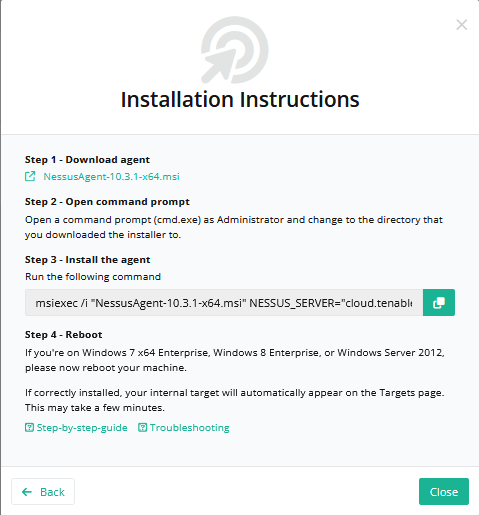 Installation Instructions
Step 1 - Download agent
NessusAgent-10.3.1-x64.msi
Step 2 - Open command prompt
Open a command prompt (cmd.exe) as Administrator and change to the directory that
you downloaded the installer to.
Step 3 - Install the agent
Run the following command
msiexec /i "NessusAgent-10.3.1-x64.msi" NESSUS_SERVER="cloud.tenable
Step 4 - Reboot
If you're on Windows 7 x64 Enterprise, Windows 8 Enterprise, or Windows Server 2012,
please now reboot your machine.
If correctly installed, your internal target will automatically appear on the Targets page.
This may take a few minutes.
Step-by-step-guide Troubleshooting
Back Close